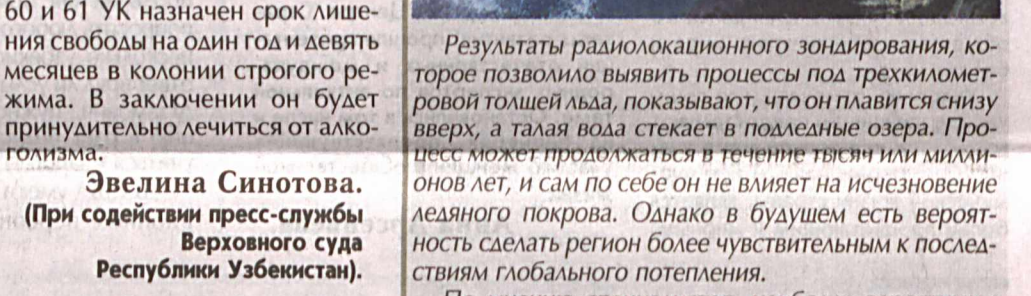 60 и 61 УК назначен срок лише-
ния свободы на один год и девять
месяцев в колонии строгого ре-
жима. В заключении он будет
принудительно лечиться от алко-
голизма.
Эвелина Синотова.
(При содействии пресс-службы
Верховного суда
Республики Узбекистан).
Результаты радиолокационного зондирования, ко-
торое позволило выявить процессы под трехкиломет-
ровой толщей льда, показывают, что он плавится снизу
вверх, а талая вода стекает в подледные озера. Про-
цесс может продолжаться в течение тысяч или милли-
онов лет, и сам по себе он не влияет на исчезновение
ледяного покрова. Однако в будущем есть вероят-
ность сделать регион более чувствительным к послед-
ствиям глобального потепления.